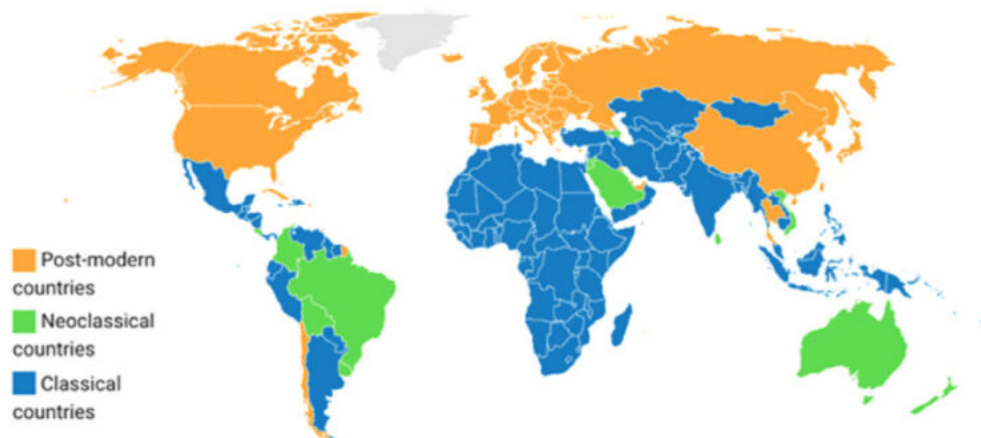 Post-modern
countries
Neoclassical
countries
Classical
countries